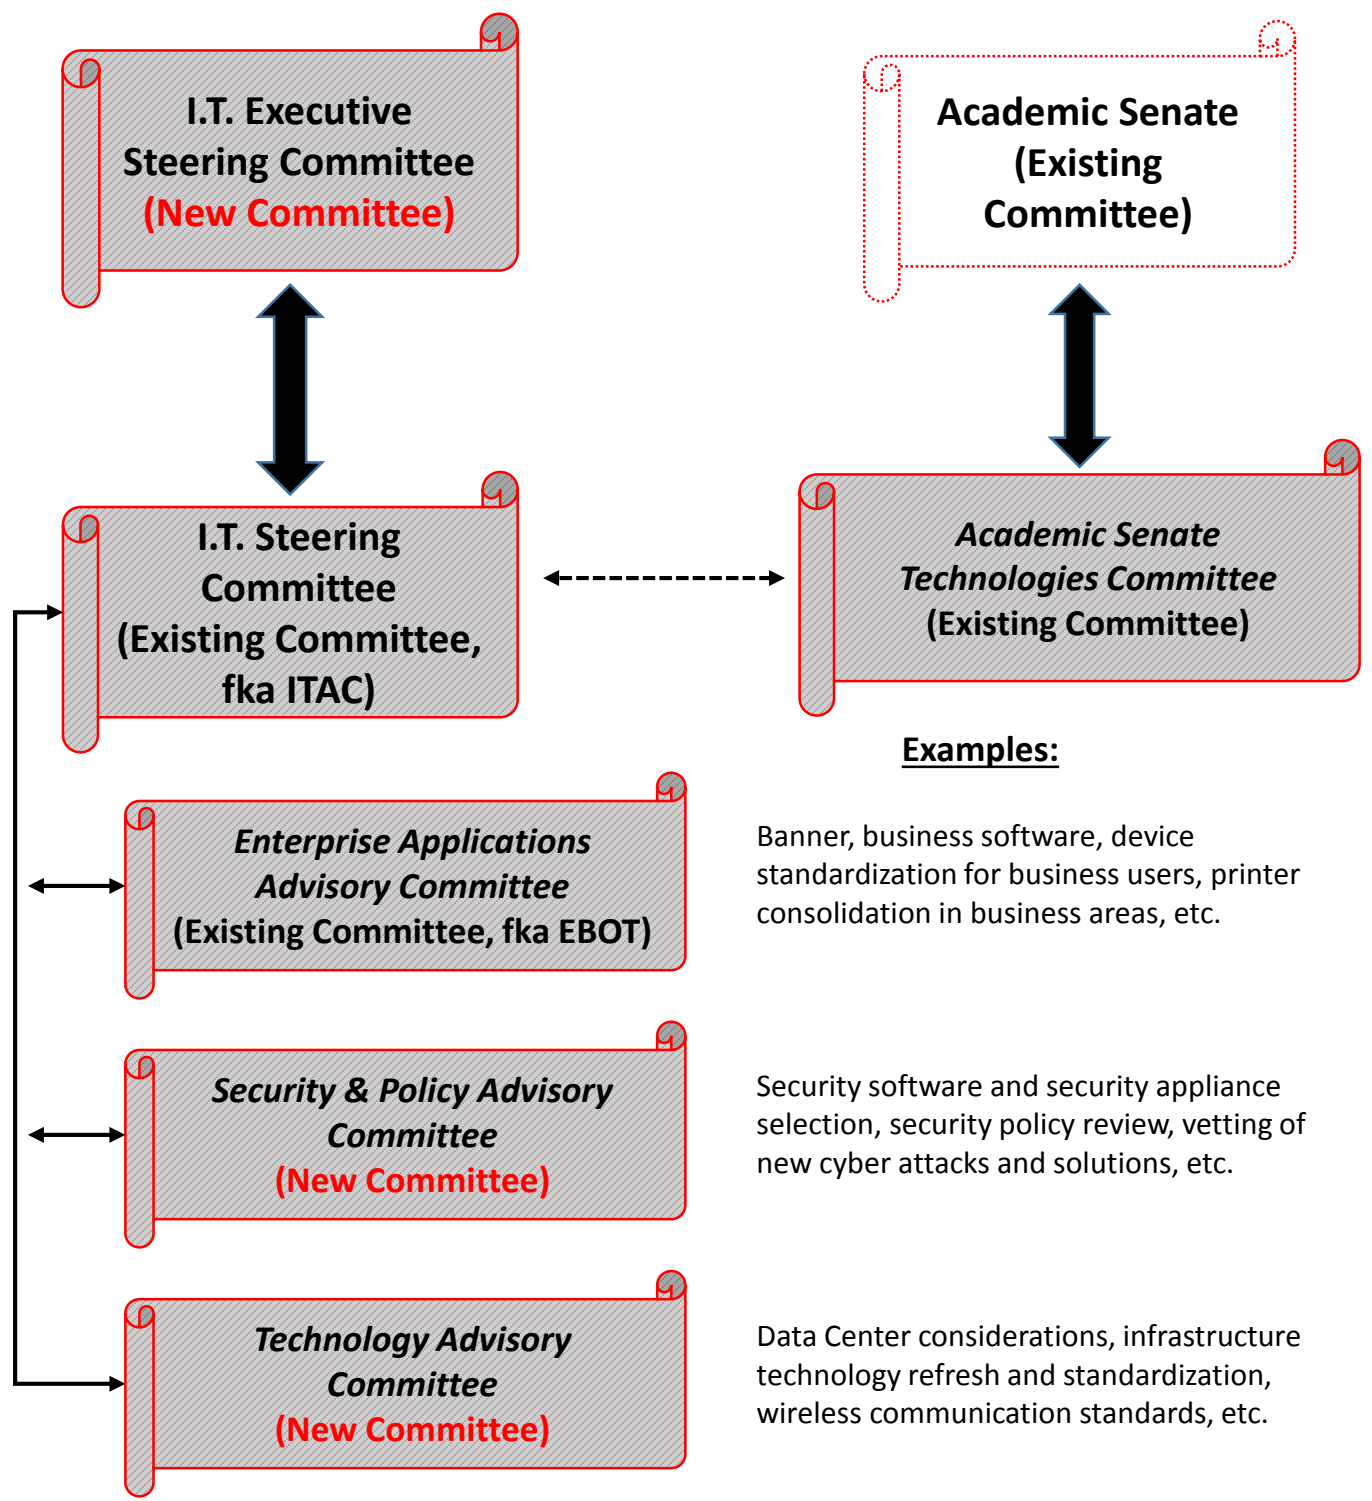 I.T. Executive
Steering Committee
(New Committee)
Academic Senate
(Existing
Committee)
I.T. Steering
Committee
(Existing Committee,
fka ITAC)
Academic Senate
Technologies Committee
(Existing Committee)
Examples:
Enterprise Applications
Advisory Committee
(Existing Committee, fka EBOT)
Banner, business software, device
standardization for business users, printer
consolidation in business areas, etc.
Security & Policy Advisory
Committee
(New Committee)
Security software and security appliance
selection, security policy review, vetting of
new cyber attacks and solutions, etc.
Technology Advisory
Committee
(New Committee)
Data Center considerations, infrastructure
technology refresh and standardization,
wireless communication standards, etc.